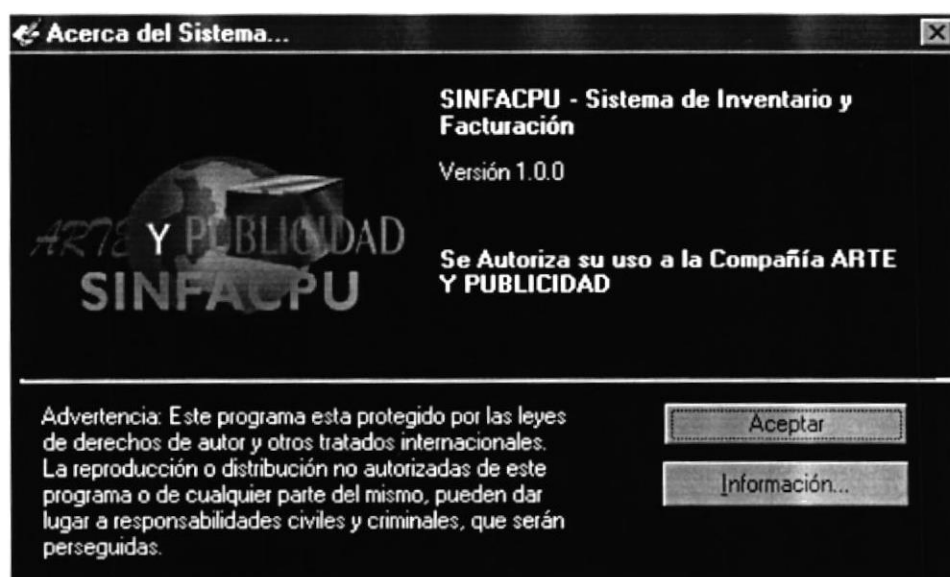 Acerca del Sistema...
SINFACPU - Sistema de Inventario y
Facturación
Versión 1.0.0
ARTE Y PUBLICIDAD
SINFACPU
Se Autoriza su uso a la Compañía ARTE
Y PUBLICIDAD
Advertencia: Este programa esta protegido por las leyes
de derechos de autor y otros tratados internacionales.
La reproducción o distribución no autorizadas de este
programa o de cualquier parte del mismo, pueden dar
lugar a responsabilidades civiles y criminales, que serán
perseguidas.
Aceptar
Información...